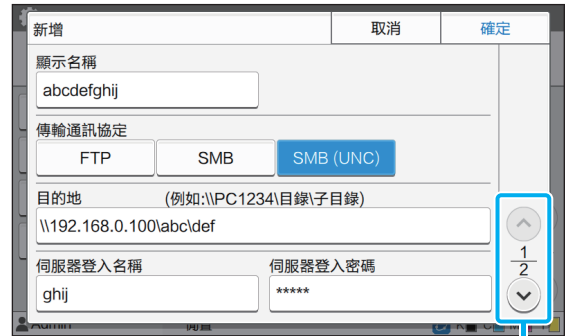 新增 取消 確定
顯示名稱
abcdefghij
傳輸通訊協定
FTP SMB SMB (UNC)
目的地 (例如:\\PC1234\目錄\子目錄)
\\192.168.0.100\abc\def
1
2
伺服器登入名稱 伺服器登入密碼
ghij *****
Admin 閒置